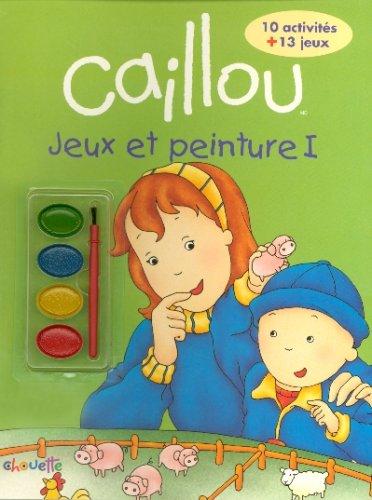 10 activités
+13 jeux
Caillou
MC
Jeux et peinture I
chouette